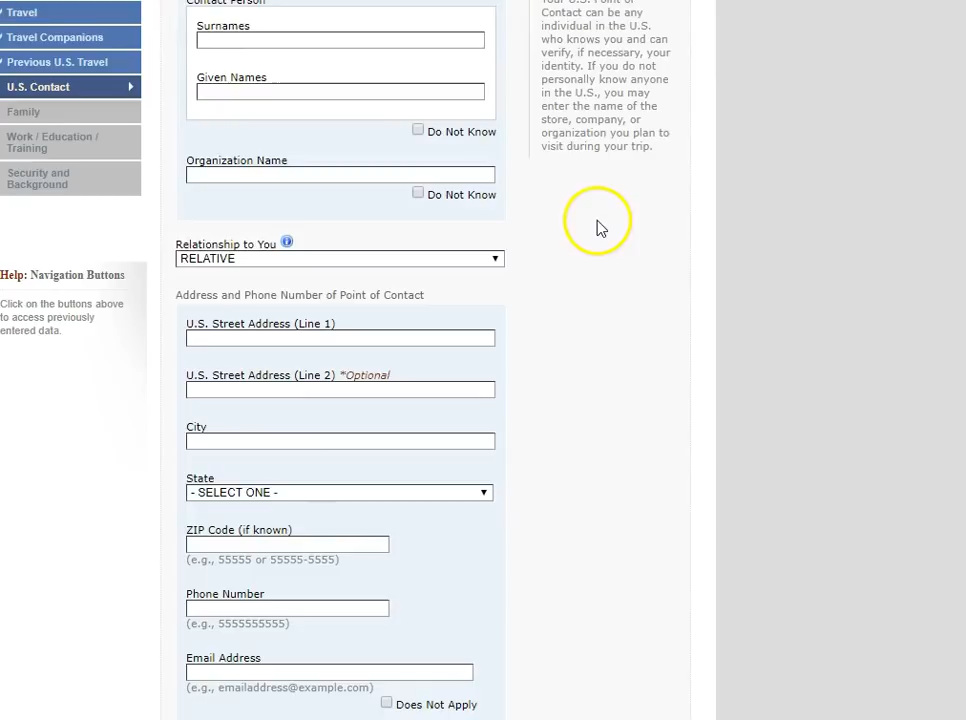 Travel
Travel Companions
Previous U.S. Travel
U.S. Contact
Family
Work / Education /
Training
Security and
Background
Help: Navigation Buttons
Click on the buttons above
to access previously
entered data.
Contact Person
Surnames
Given Names
Do Not Know
Organization Name
Do Not Know
Relationship to You
RELATIVE
Address and Phone Number of Point of Contact
U.S. Street Address (Line 1)
U.S. Street Address (Line 2) *Optional
City
State
- SELECT ONE -
ZIP Code (if known)
(e.g., 55555 or 55555-5555)
Phone Number
(e.g., 5555555555)
Email Address
(e.g., emailaddress@example.com)
Does Not Apply
Your U.S. Point of
Contact can be any
individual in the U.S.
who knows you and can
verify, if necessary, your
identity. If you do not
personally know anyone
in the U.S., you may
enter the name of the
store, company, or
organization you plan to
visit during your trip.